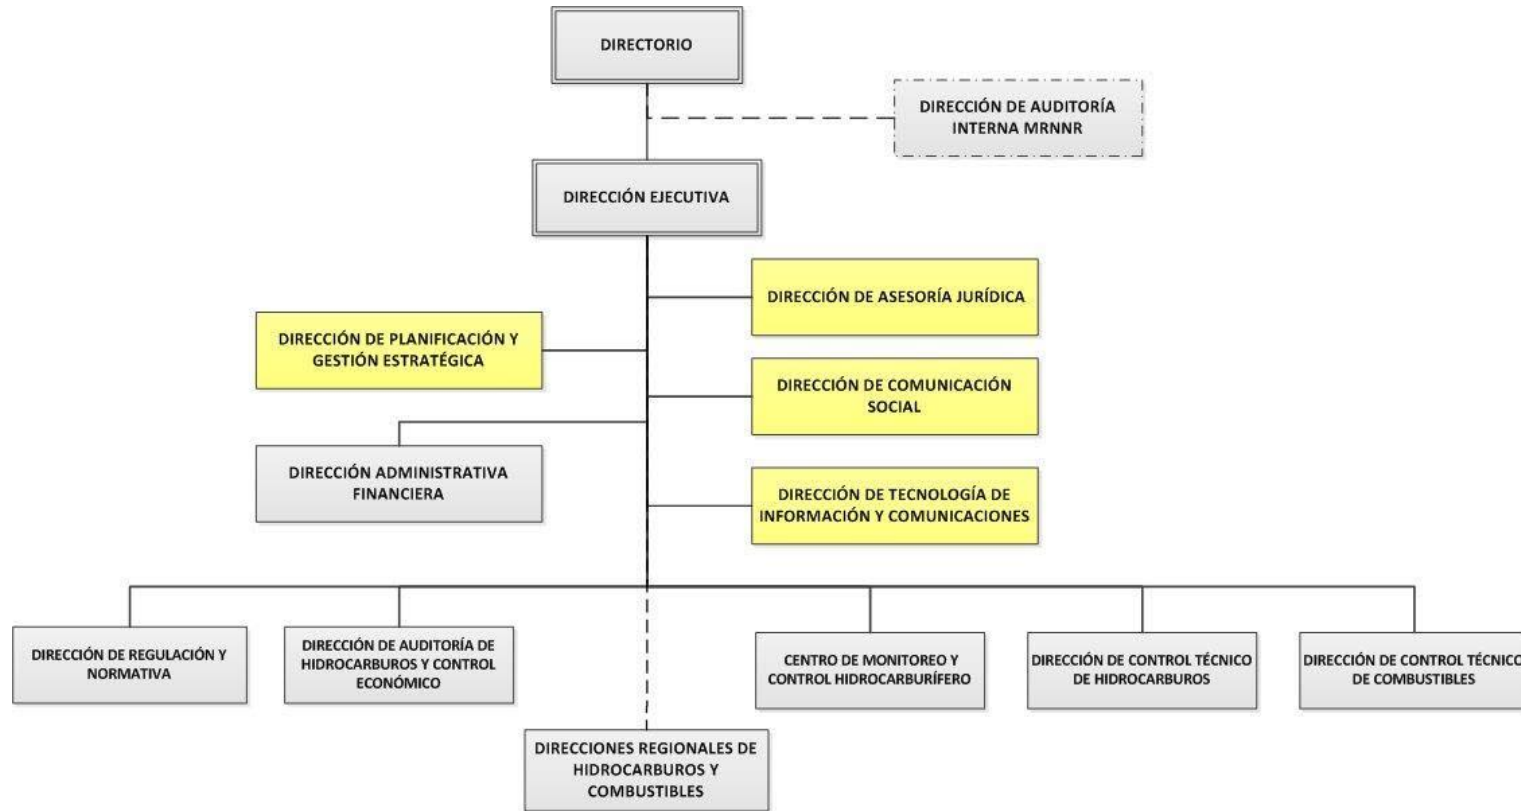 DIRECTORIO
DIRECCIÓN DE AUDITORÍA
INTERNA MRNNR
DIRECCIÓN EJECUTIVA
DIRECCIÓN DE ASESORÍA JURÍDICA
DIRECCIÓN DE PLANIFICACIÓN Y
GESTIÓN ESTRATÉGICA
DIRECCIÓN DE COMUNICACIÓN
SOCIAL
DIRECCIÓN ADMINISTRATIVA
FINANCIERA
DIRECCIÓN DE TECNOLOGÍA DE
INFORMACIÓN Y COMUNICACIONES
DIRECCIÓN DE REGULACIÓN Y
NORMATIVA
DIRECCIÓN DE AUDITORÍA DE
HIDROCARBUROS Y CONTROL
ECONÓMICO
CENTRO DE MONITOREO Y
CONTROL HIDROCARBURÍFERO
DIRECCIÓN DE CONTROL TÉCNICO
DE HIDROCARBUROS
DIRECCIÓN DE CONTROL TÉCNICO
DE COMBUSTIBLES
DIRECCIONES REGIONALES DE
HIDROCARBUROS Y
COMBUSTIBLES